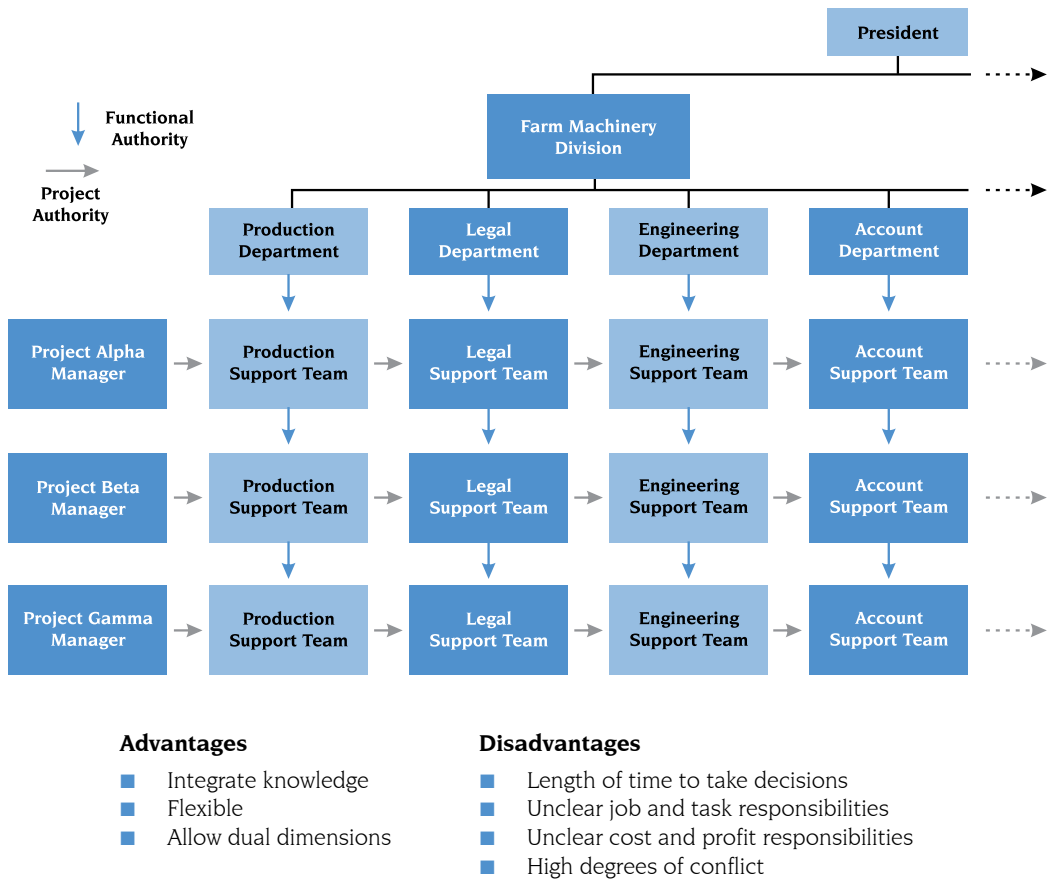 President
Functional
Authority
Project
Authority
Farm Machinery
Division
Production
Department
Legal
Department
Engineering
Department
Account
Department
Project Alpha
Manager
Production
Support Team
Legal
Support Team
Engineering
Support Team
Account
Support Team
Project Beta
Manager
Production
Support Team
Legal
Support Team
Engineering
Support Team
Account
Support Team
Project Gamma
Manager
Production
Support Team
Legal
Support Team
Engineering
Support Team
Account
Support Team
Advantages
Integrate knowledge
Flexible
Allow dual dimensions
Disadvantages
Length of time to take decisions
Unclear job and task responsibilities
Unclear cost and profit responsibilities
High degrees of conflict